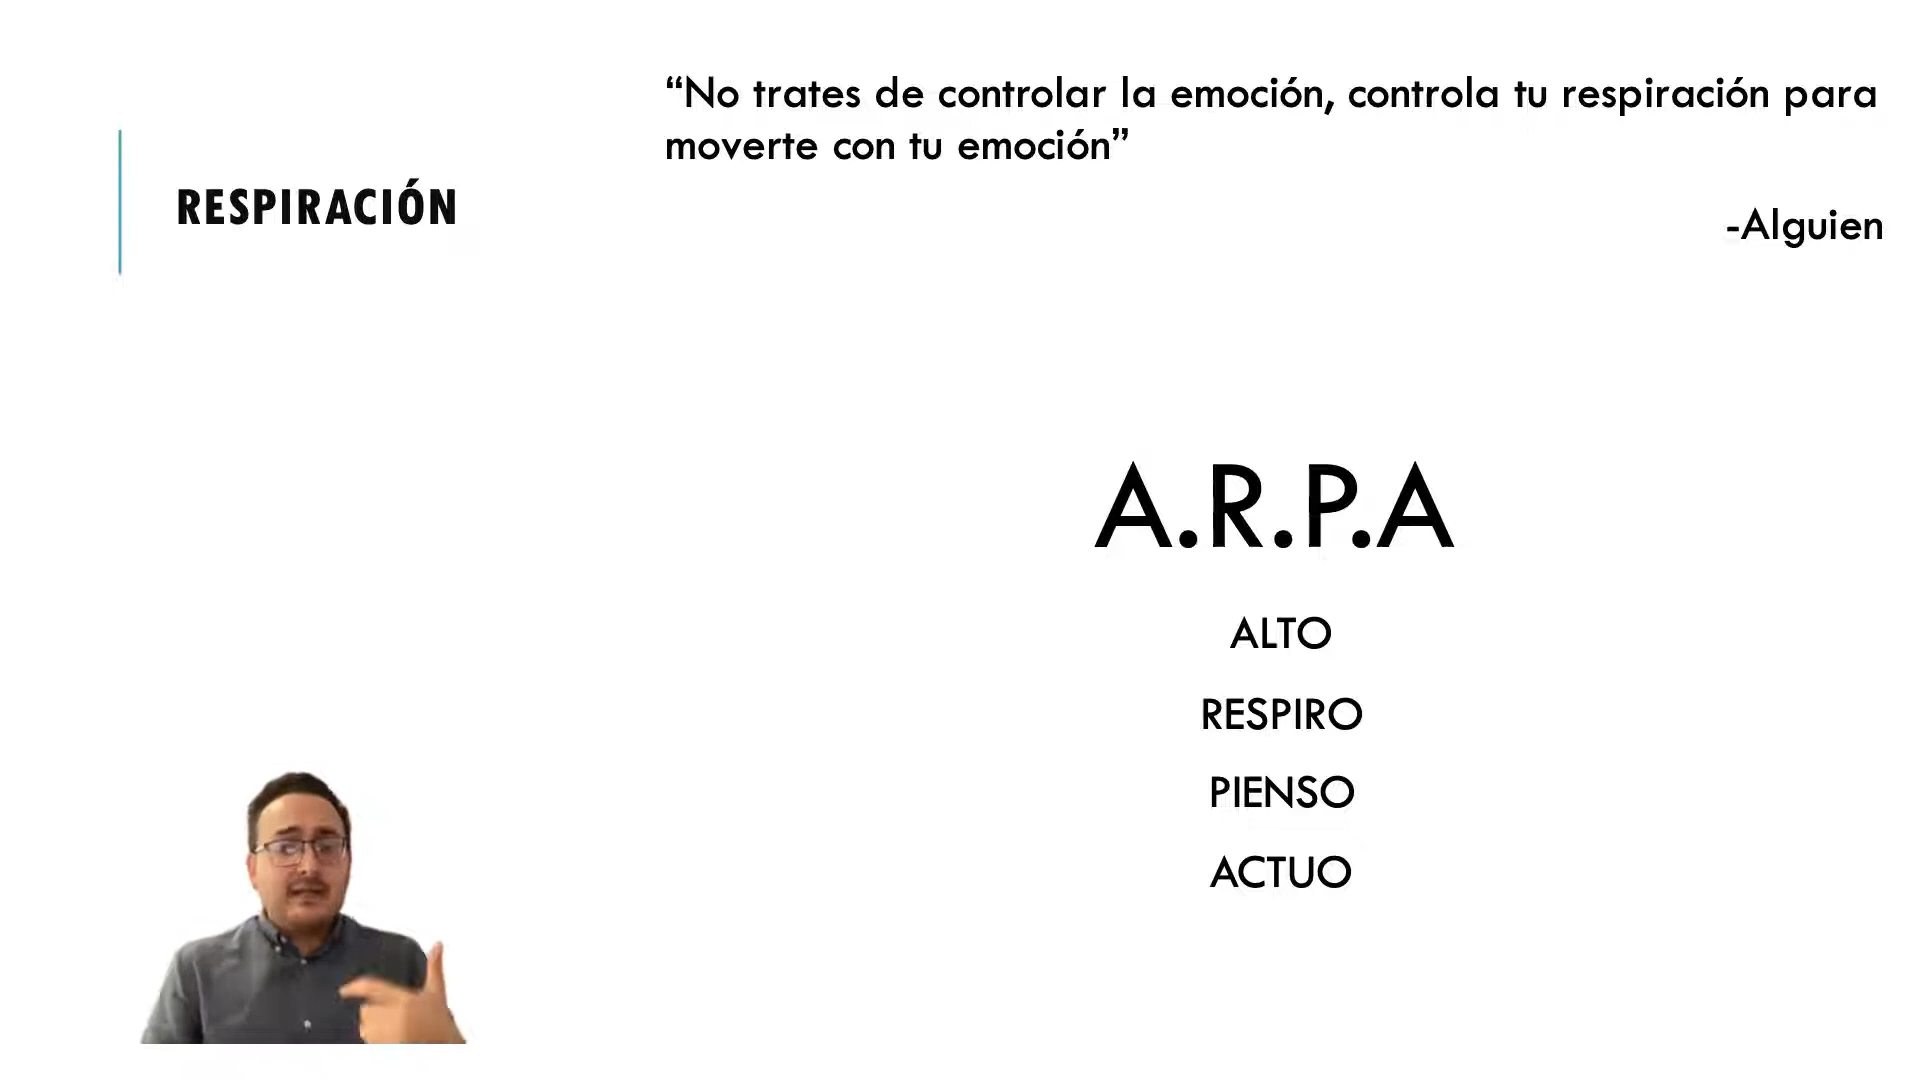 “No trates de controlar la emoción, controla tu respiración para
moverte con tu emoción”
RESPIRACIÓN
-Alguien
A.R.P.A
ALTO
RESPIRO
PIENSO
ACTUO